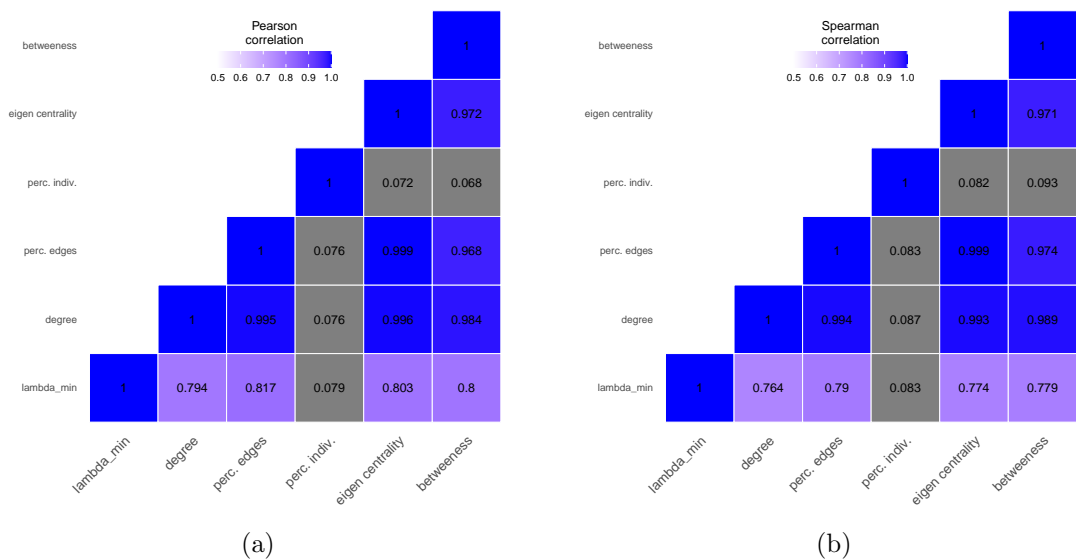 Pearson
correlation
0.5 0.6 0.7 0.8 0.9 1.0
betweeness 1
eigen centrality 1 0.972
perc. indiv. 1 0.072 0.068
perc. edges 1 0.076 0.999 0.968
degree 1 0.995 0.076 0.996 0.984
lambda_min 1 0.794 0.817 0.079 0.803 0.8
lambda_min degree perc. edges perc. indiv. eigen centrality betweeness
(a)
Spearman
correlation
0.5 0.6 0.7 0.8 0.9 1.0
betweeness 1
eigen centrality 1 0.971
perc. indiv. 1 0.082 0.093
perc. edges 1 0.083 0.999 0.974
degree 1 0.994 0.087 0.993 0.989
lambda_min 1 0.764 0.79 0.083 0.774 0.779
lambda_min degree perc. edges perc. indiv. eigen centrality betweeness
(b)